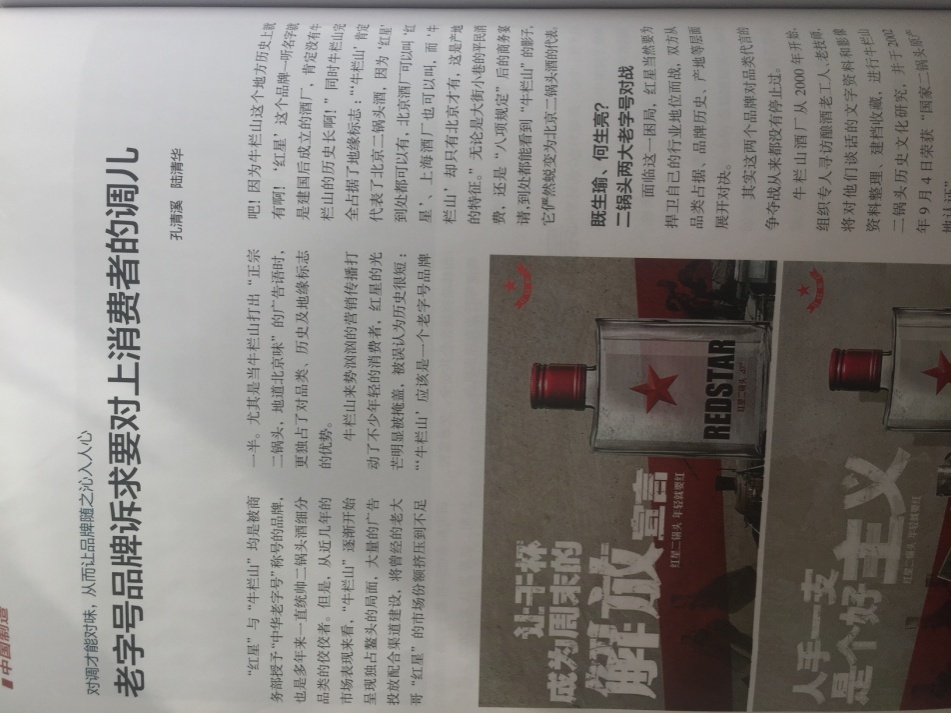 中国制造
对调才能对味，从而让品牌随之沁入人心
老字号品牌诉求要对上消费者的调儿
孔清溪 陆清华
“红星”与“牛栏山”均是被商
务部授予“中华老字号”称号的品牌，
也是多年来一直统帅二锅头酒细分
品类的佼佼者。但是，从近几年的
市场表现来看，“牛栏山”逐渐开始
呈现独占鳌头的局面，大量的广告
投放配合渠道建设，将曾经的老大
哥“红星”的市场份额挤压到不足
一半。尤其是当牛栏山打出“正宗
二锅头，地道北京味”的广告语时，
更独占了对品类、历史及地缘标志
的优势。
牛栏山来势汹汹的营销传播打
动了不少年轻的消费者，红星的光
芒明显被掩盖，被误认为历史很短：
“‘牛栏山’应该是一个老字号品牌
吧！因为牛栏山这个地方历史上就
有啊！‘红星’这个品牌一听名字就
是建国后成立的酒厂，肯定没有牛
栏山的历史长啊！”同时牛栏山完
全占据了地缘标志：“‘牛栏山’肯定
代表了北京二锅头酒，因为‘红星’
到处都可以有，北京酒厂可以叫‘红
星’、上海酒厂也可以叫，而‘牛
栏山’却只有北京才有，这是产地
的特征。”无论是大街小巷的平民消
费，还是“八项规定”后的商务宴
请，到处都能看到“牛栏山”的影子，
它俨然蜕变为北京二锅头酒的代表。
既生瑜、何生亮？
二锅头两大老字号对战
面临这一困局，红星当然要为
捍卫自己的行业地位而战，双方从
品类占据、品牌历史、产地等层面
展开对决。
其实这两个品牌对品类代言的
争夺战从来都没有停止过。
牛栏山酒厂从 2000 年开始，
组织专人寻访酿酒老工人、老技师，
将对他们谈话的文字资料和影像
资料整理、建档收藏，进行牛栏山
二锅头历史文化研究，并于 2002
年 9 月 4 日荣获“国家二锅头原产
让干杯
成为周末的
解放宣言
红星二锅头 年轻就要红
REDSTAR
红星二锅头
人手一支
是个好主义
红星二锅头 年轻就要红